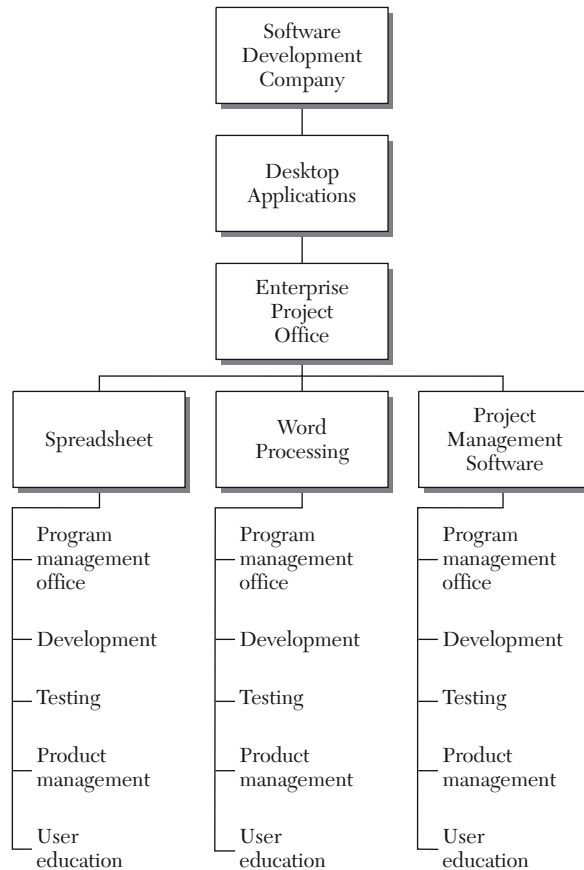 Software
Development
Company
Desktop
Applications
Enterprise
Project
Office
Spreadsheet
Word
Processing
Project
Management
Software
Program
management
office
Development
Testing
Product
management
User
education
Program
management
office
Development
Testing
Product
management
User
education
Program
management
office
Development
Testing
Product
management
User
education